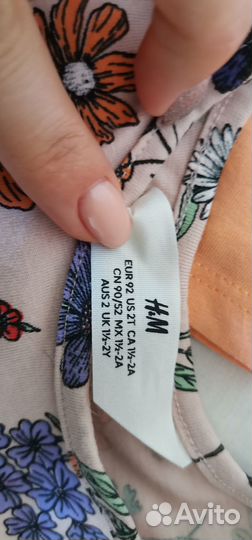 H&M
EUR 92 US 2T CA 1½-2A
CN 90/52 MX 1½-2A
AUS 2 UK 1½-2Y
Avito